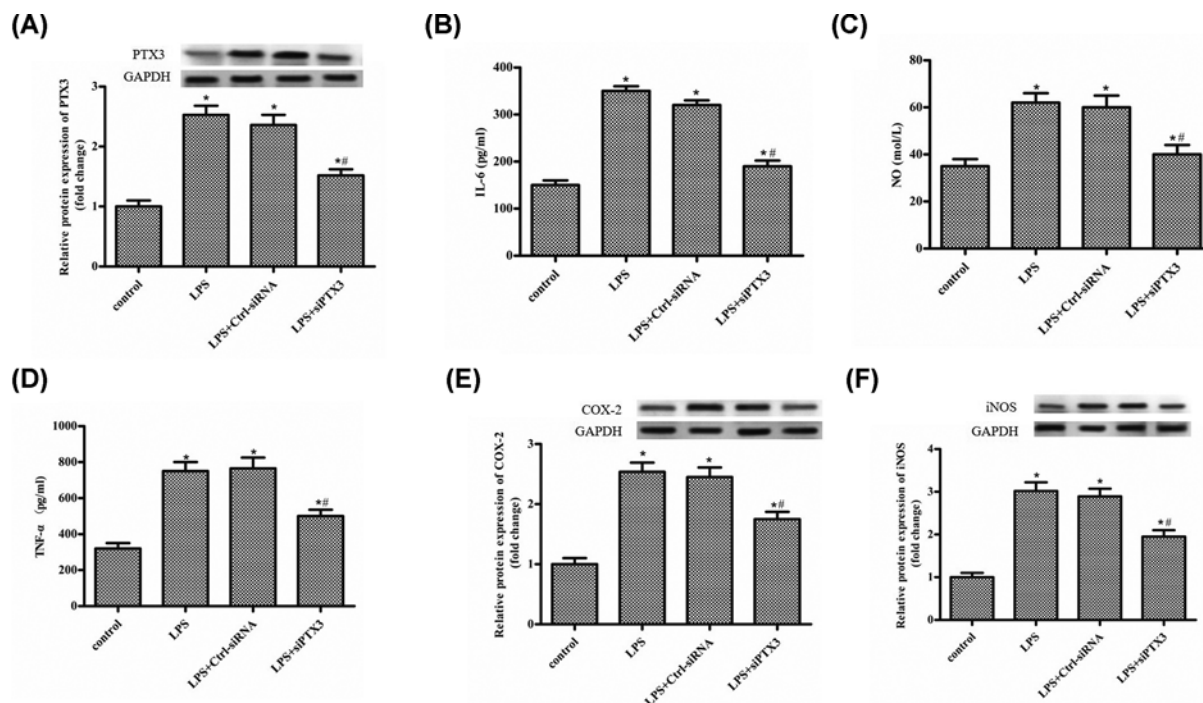 (A)
PTX3
GAPDH
Relative protein expression of PTX3
(fold change)
3
2
1
0
*
*
*#
control
LPS
LPS+Ctrl-siRNA
LPS+siPTX3
(B)
IL-6 (pg/ml)
400
300
200
100
0
*
*
*#
control
LPS
LPS+Ctrl-siRNA
LPS+siPTX3
(C)
NO (mol/L)
80
60
40
20
0
*
*
*#
control
LPS
LPS+Ctrl-siRNA
LPS+siPTX3
(D)
TNF-α (pg/ml)
1000
800
600
400
200
0
*
*
*#
control
LPS
LPS+Ctrl-siRNA
LPS+siPTX3
(E)
COX-2
GAPDH
Relative protein expression of COX-2
(fold change)
3
2
1
0
*
*
*#
control
LPS
LPS+Ctrl-siRNA
LPS+siPTX3
(F)
iNOS
GAPDH
Relative protein expression of iNOS
(fold change)
4
3
2
1
0
*
*
*#
control
LPS
LPS+Ctrl-siRNA
LPS+siPTX3